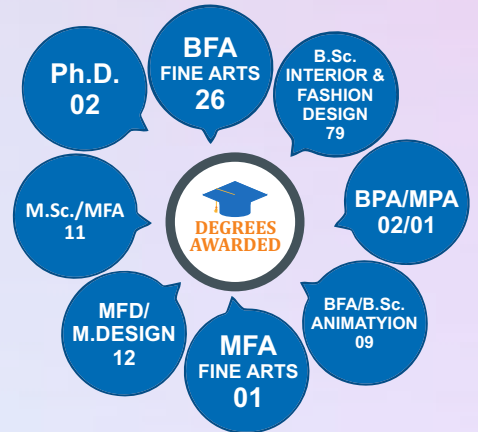 BFA
FINE ARTS
26
B.Sc.
INTERIOR &
FASHION
DESIGN
79
BPA/MPA
02/01
BFA/B.Sc.
ANIMATYION
09
MFA
FINE ARTS
01
MFD/
M.DESIGN
12
M.Sc./MFA
11
Ph.D.
02
DEGREES
AWARDED